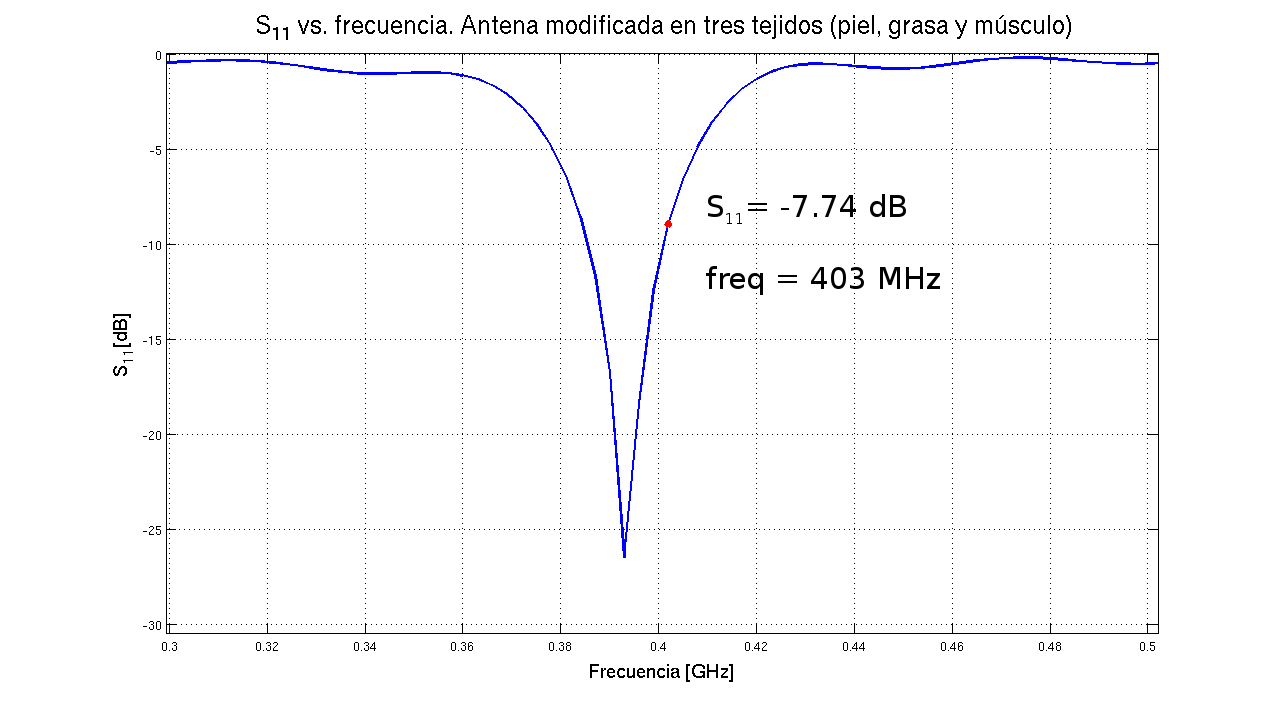 S₁₁ vs. frecuencia. Antena modificada en tres tejidos (piel, grasa y músculo)
0
-5
-10
-15
-20
-25
-30
S₁₁ [dB]
S₁₁= -7.74 dB
freq = 403 MHz
0.3 0.32 0.34 0.36 0.38 0.4 0.42 0.44 0.46 0.48 0.5
Frecuencia [GHz]